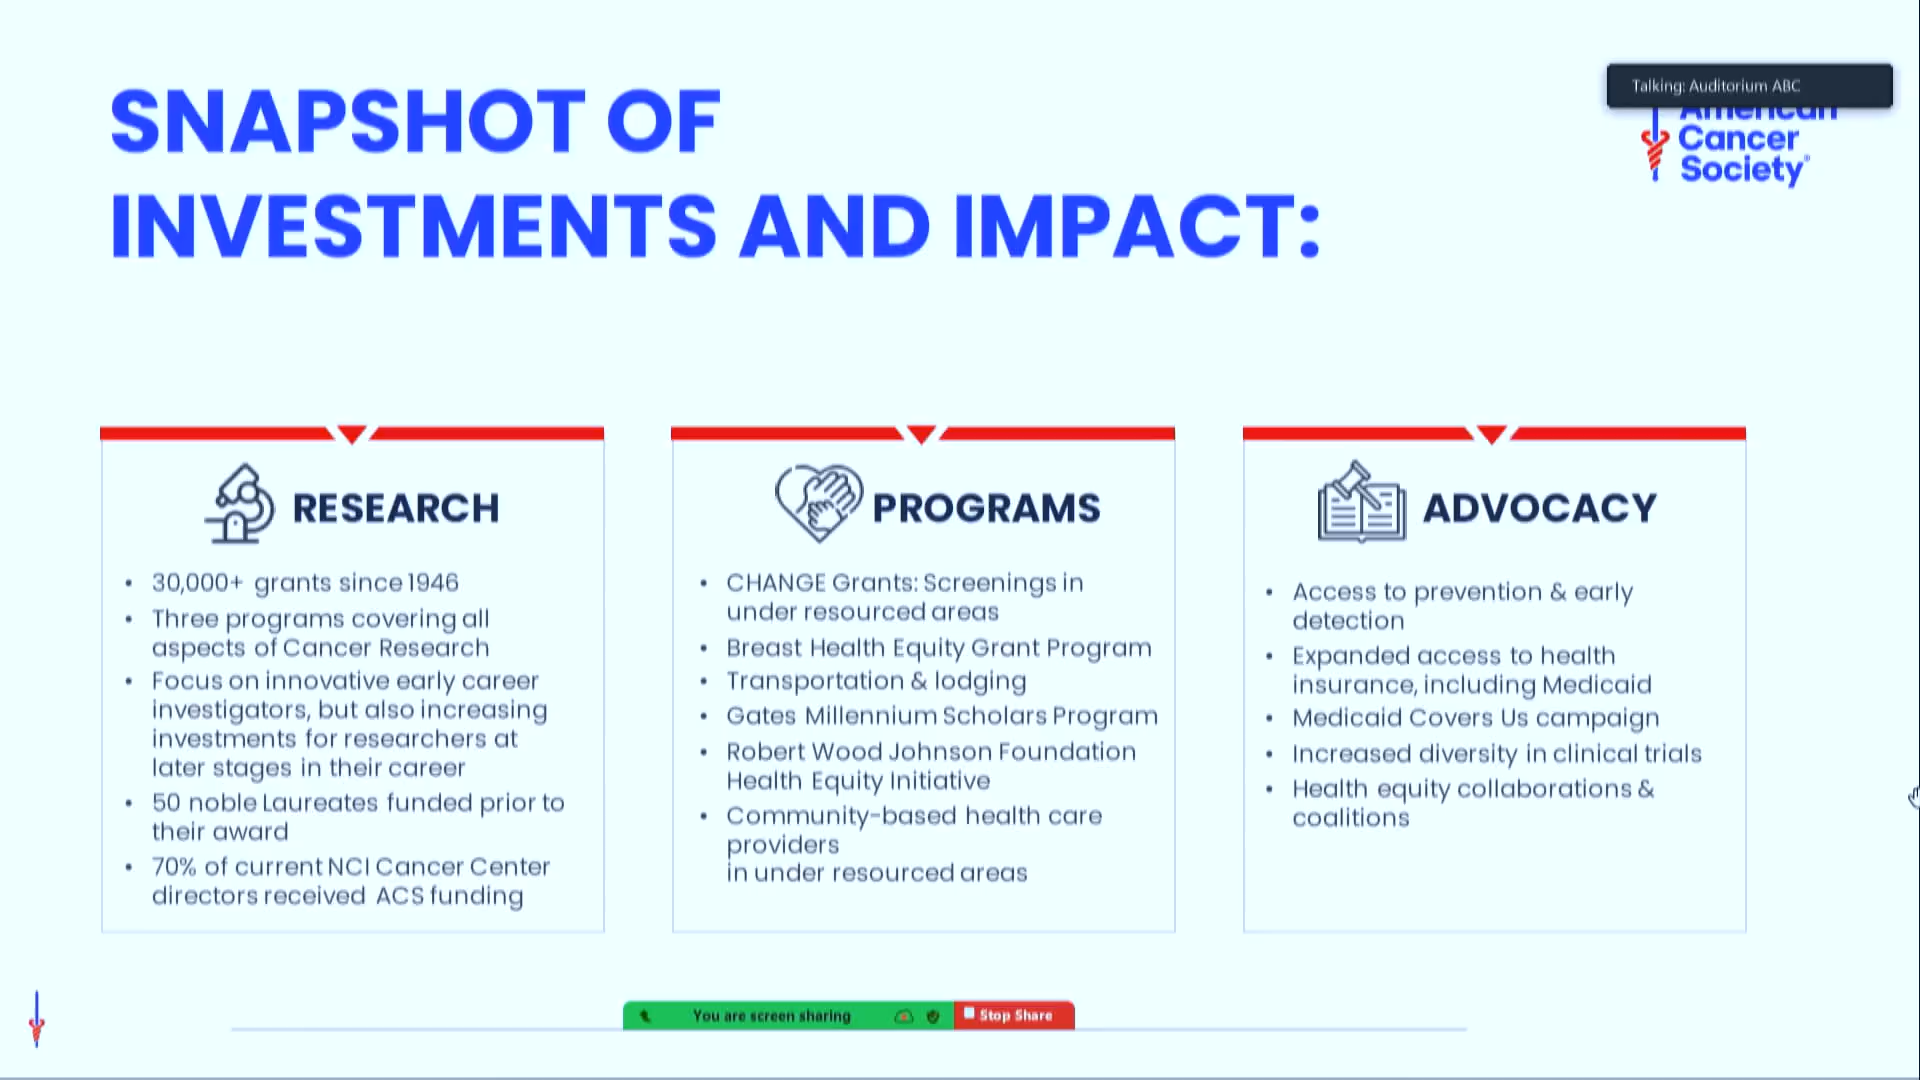 SNAPSHOT OF
INVESTMENTS AND IMPACT:
Talking: Auditorium ABC
American
Cancer
Society®
RESEARCH
• 30,000+ grants since 1946
• Three programs covering all
aspects of Cancer Research
• Focus on innovative early career
investigators, but also increasing
investments for researchers at
later stages in their career
• 50 noble Laureates funded prior to
their award
• 70% of current NCI Cancer Center
directors received ACS funding
PROGRAMS
• CHANGE Grants: Screenings in
under resourced areas
• Breast Health Equity Grant Program
• Transportation & lodging
• Gates Millennium Scholars Program
• Robert Wood Johnson Foundation
Health Equity Initiative
• Community-based health care
providers
in under resourced areas
ADVOCACY
• Access to prevention & early
detection
• Expanded access to health
insurance, including Medicaid
• Medicaid Covers Us campaign
• Increased diversity in clinical trials
• Health equity collaborations &
coalitions
You are screen sharing
Stop Share